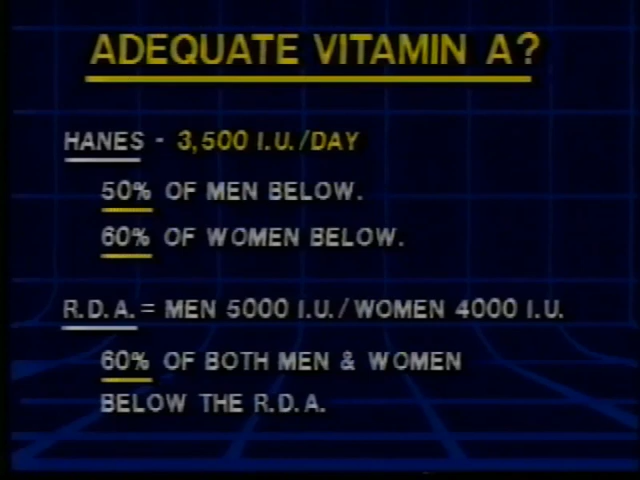 ADEQUATE VITAMIN A?
HANES - 3,500 I.U./DAY
50% OF MEN BELOW.
60% OF WOMEN BELOW.
R.D.A. = MEN 5000 I.U./WOMEN 4000 I.U.
60% OF BOTH MEN & WOMEN
BELOW THE R.D.A.